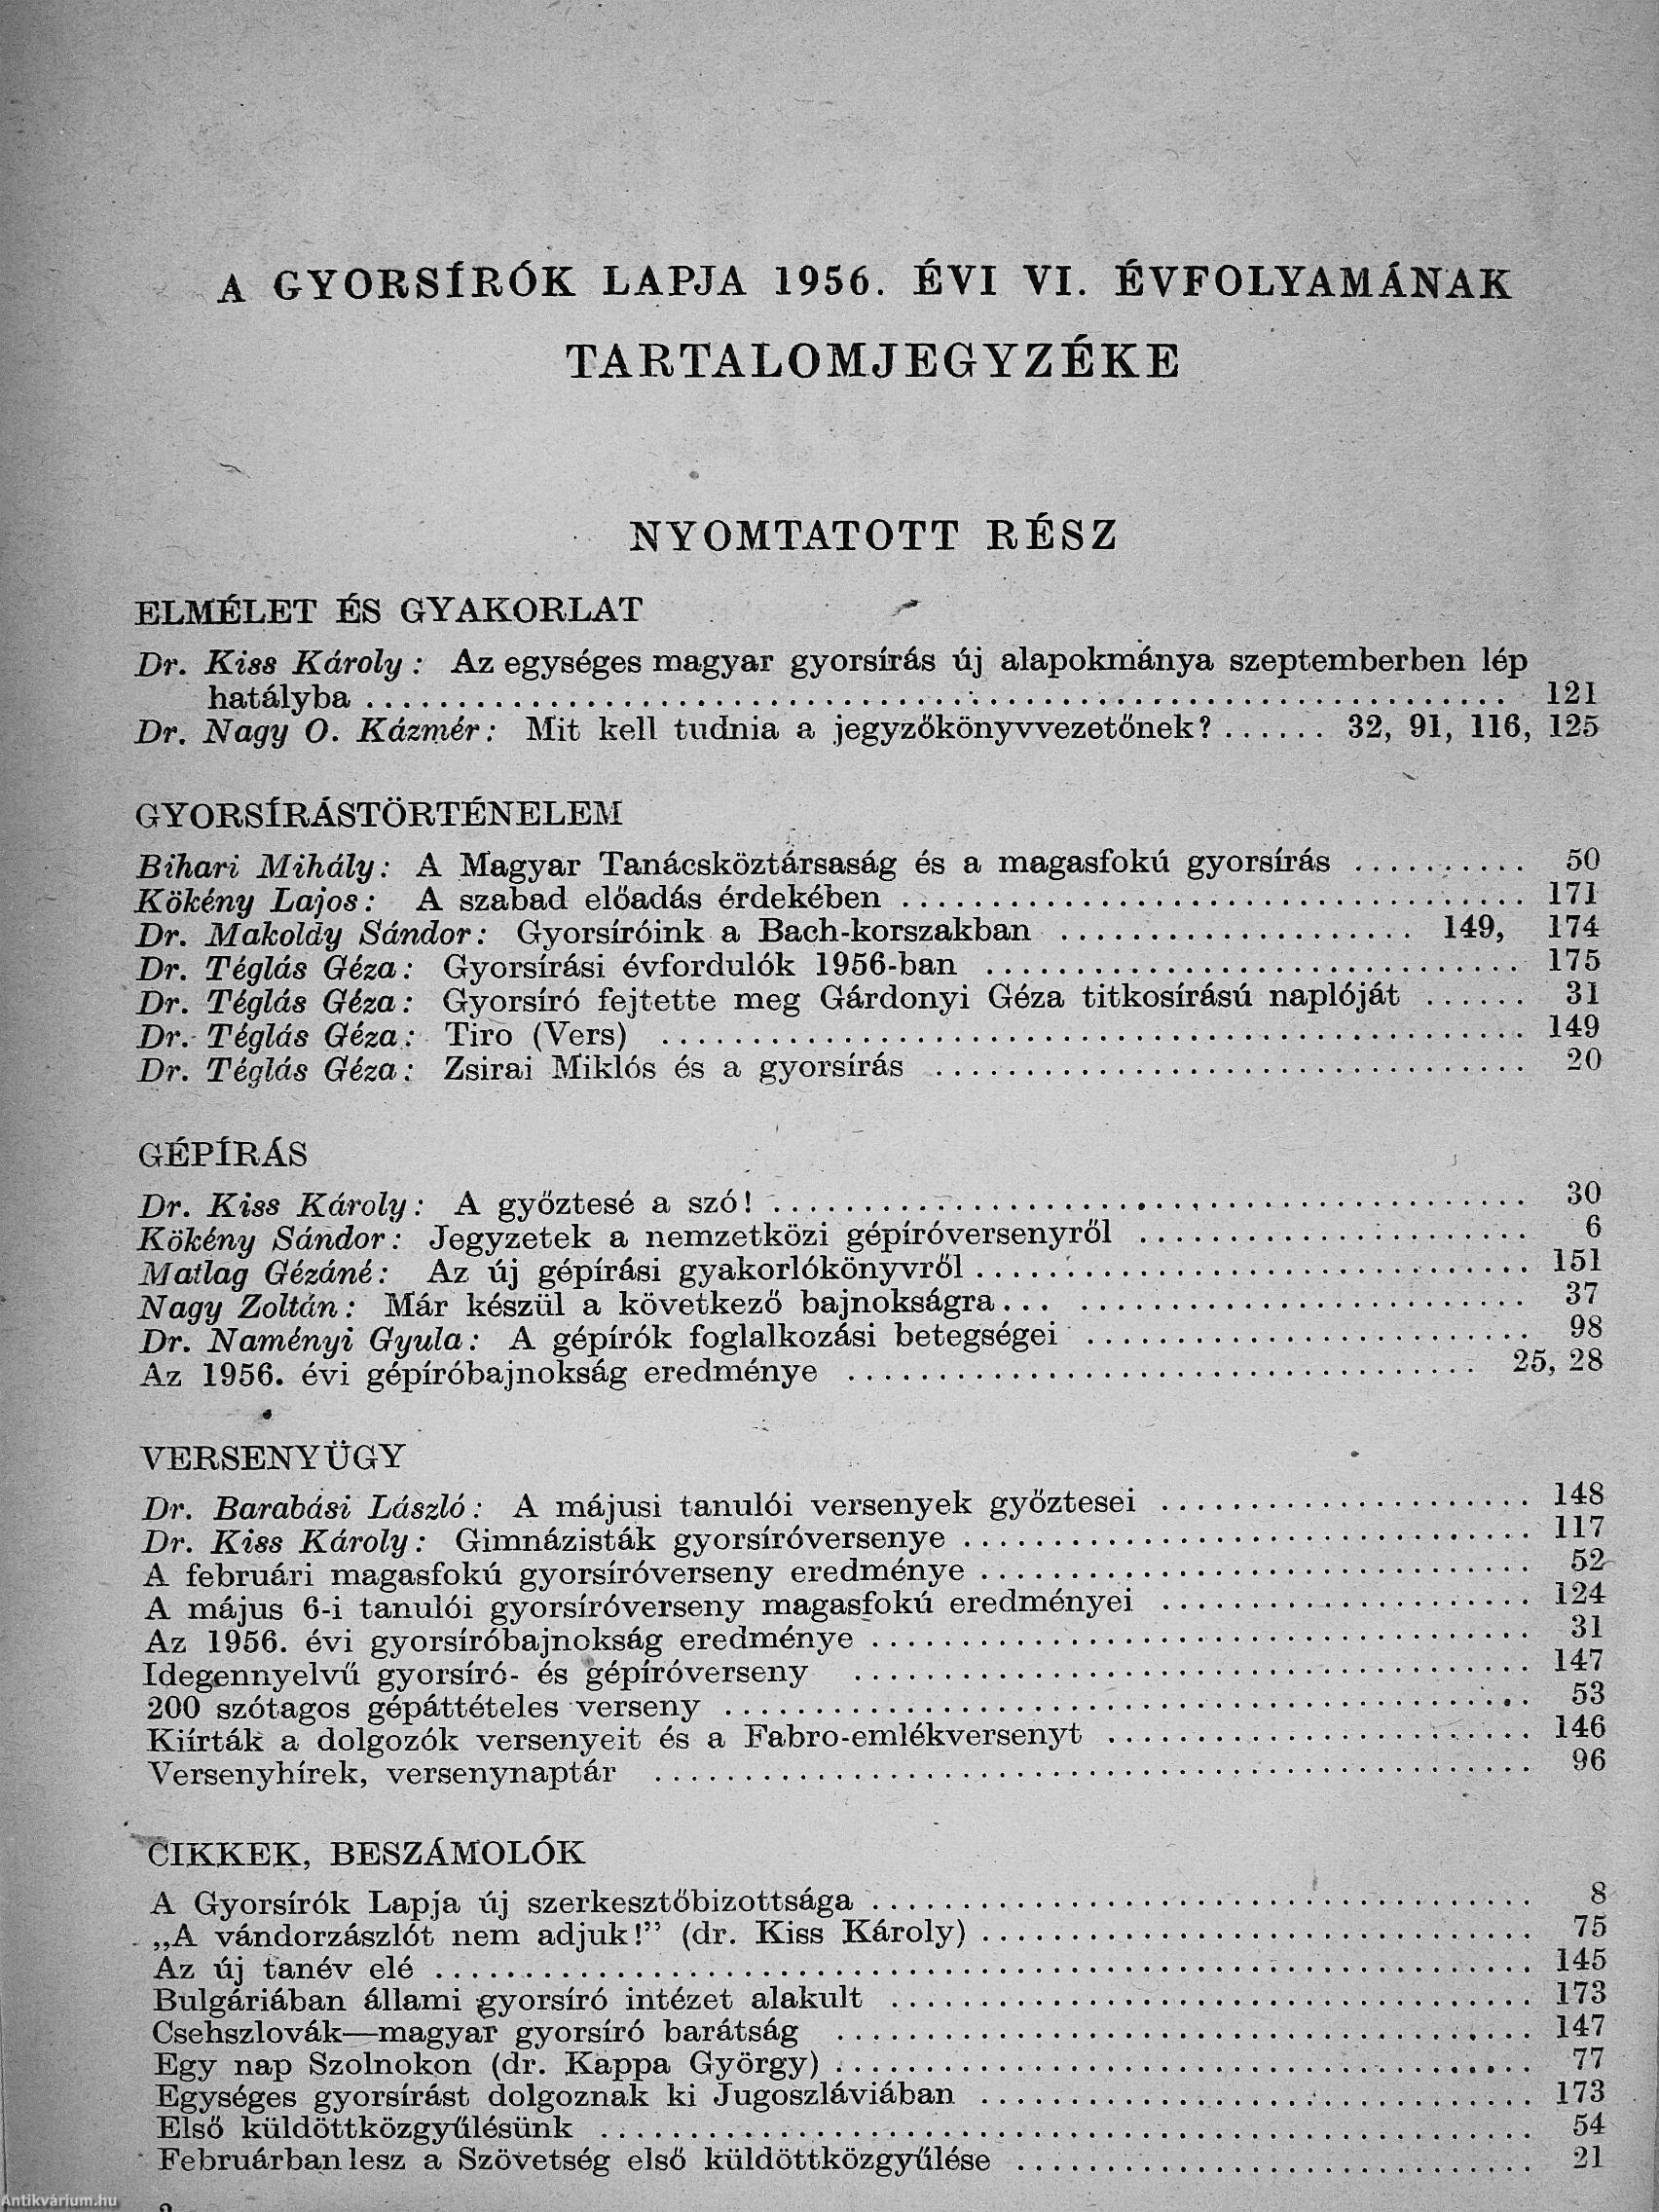 A GYORSÍRÓK LAPJA 1956. ÉVI VI. ÉVFOLYAMÁNAK
TARTALOMJEGYZÉKE
NYOMTATOTT RÉSZ
ELMÉLET ÉS GYAKORLAT
Dr. Kiss Károly: Az egységes magyar gyorsírás új alapokmánya szeptemberben lép
hatályba ........ 121
Dr. Nagy O. Kázmér: Mit kell tudnia a jegyzőkönyvvezetőnek? ...... 32, 91, 116, 125
GYORSÍRÁSTÖRTÉNELEM
Bihari Mihály: A Magyar Tanácsköztársaság és a magasfokú gyorsírás ........ 50
Kökény Lajos: A szabad előadás érdekében ........ 171
Dr. Makoldy Sándor: Gyorsíróink a Bach-korszakban ........ 149, 174
Dr. Téglás Géza: Gyorsírási évfordulók 1956-ban ........ 175
Dr. Téglás Géza: Gyorsíró fejtette meg Gárdonyi Géza titkosírású naplóját ...... 31
Dr. Téglás Géza: Tiro (Vers) ........ 149
Dr. Téglás Géza: Zsirai Miklós és a gyorsírás ........ 20
GÉPÍRÁS
Dr. Kiss Károly: A győztesé a szó! ........ 30
Kökény Sándor: Jegyzetek a nemzetközi gépíróversenyről ........ 6
Matlag Gézáné: Az új gépírási gyakorlókönyvről ........ 151
Nagy Zoltán: Már készül a következő bajnokságra ........ 37
Dr. Naményi Gyula: A gépírók foglalkozási betegségei ........ 98
Az 1956. évi gépíróbajnokság eredménye ........ 25, 28
VERSENYÜGY
Dr. Barabási László: A májusi tanulói versenyek győztesei ........ 148
Dr. Kiss Károly: Gimnázisták gyorsíróversenye ........ 117
A februári magasfokú gyorsíróverseny eredménye ........ 52
A május 6-i tanulói gyorsíróverseny magasfokú eredményei ........ 124
Az 1956. évi gyorsíróbajnokság eredménye ........ 31
Idegennyelvű gyorsíró- és gépíróverseny ........ 147
200 szótagos gépáttételes verseny ........ 53
Kiírták a dolgozók versenyeit és a Fabro-emlékversenyt ........ 146
Versenyhírek, versenynaptár ........ 96
CIKKEK, BESZÁMOLÓK
A Gyorsírók Lapja új szerkesztőbizottsága ........ 8
„A vándorzászlót nem adjuk!” (dr. Kiss Károly) ........ 75
Az új tanév elé ........ 145
Bulgáriában állami gyorsíró intézet alakult ........ 173
Csehszlovák—magyar gyorsíró barátság ........ 147
Egy nap Szolnokon (dr. Kappa György) ........ 77
Egységes gyorsírást dolgoznak ki Jugoszláviában ........ 173
Első küldöttközgyűlésünk ........ 54
Februárban lesz a Szövetség első küldöttközgyűlése ........ 21
Antikvárium.hu